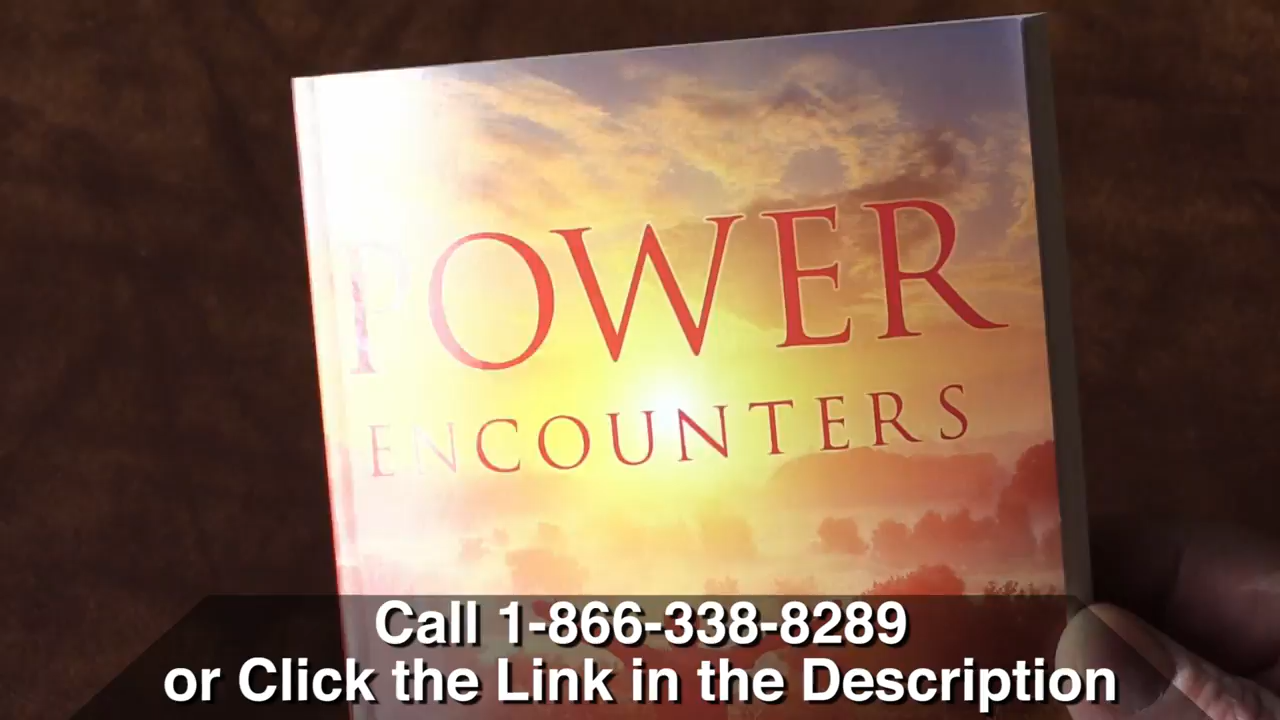 POWER
ENCOUNTERS
Call 1-866-338-8289
or Click the Link in the Description